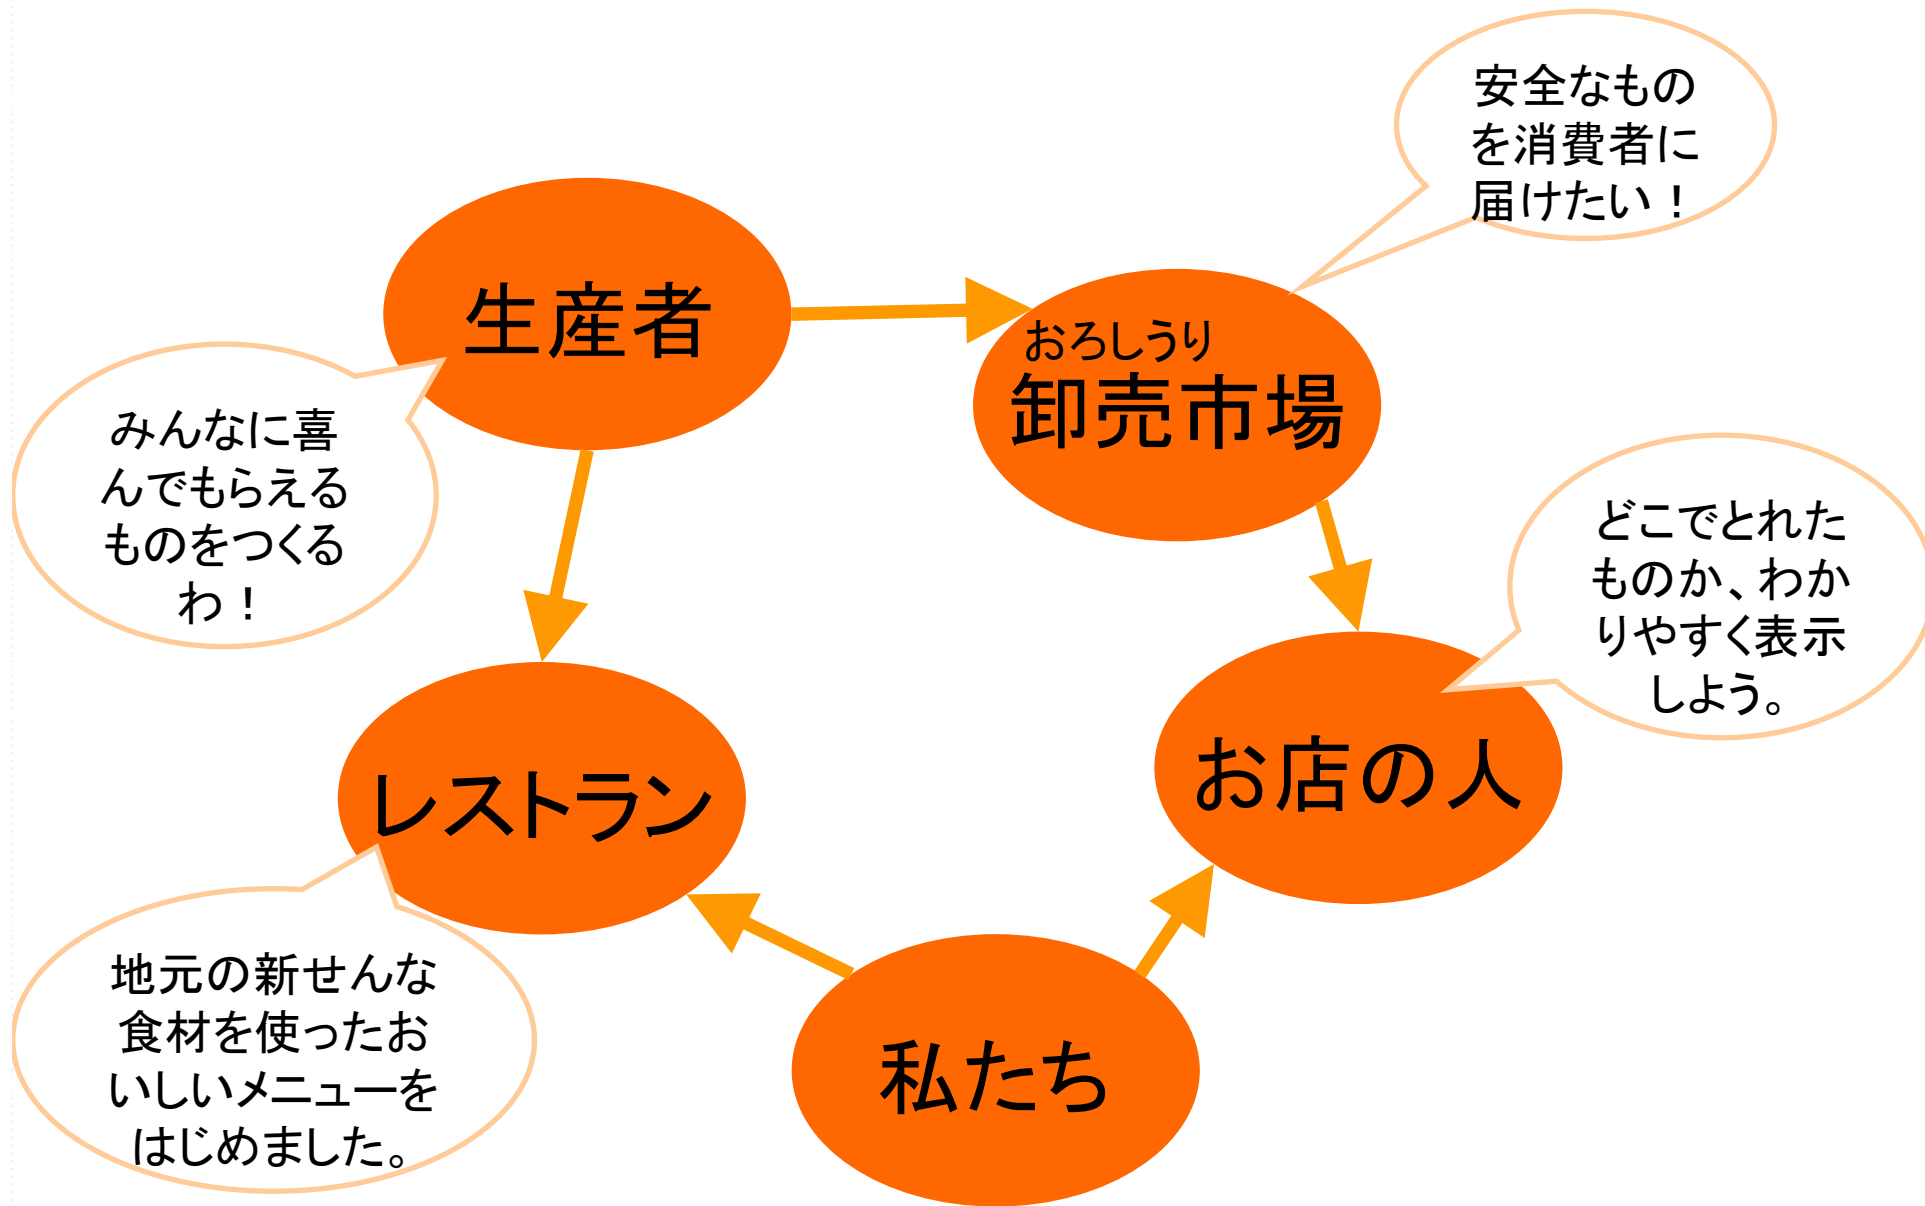 安全なもの
を消費者に
届けたい！
生産者
おろしうり
卸売市場
みんなに喜
んでもらえる
ものをつくる
わ！
どこでとれた
ものか、わか
りやすく表示
しよう。
レストラン
お店の人
地元の新せんな
食材を使ったお
いしいメニューを
はじめました。
私たち